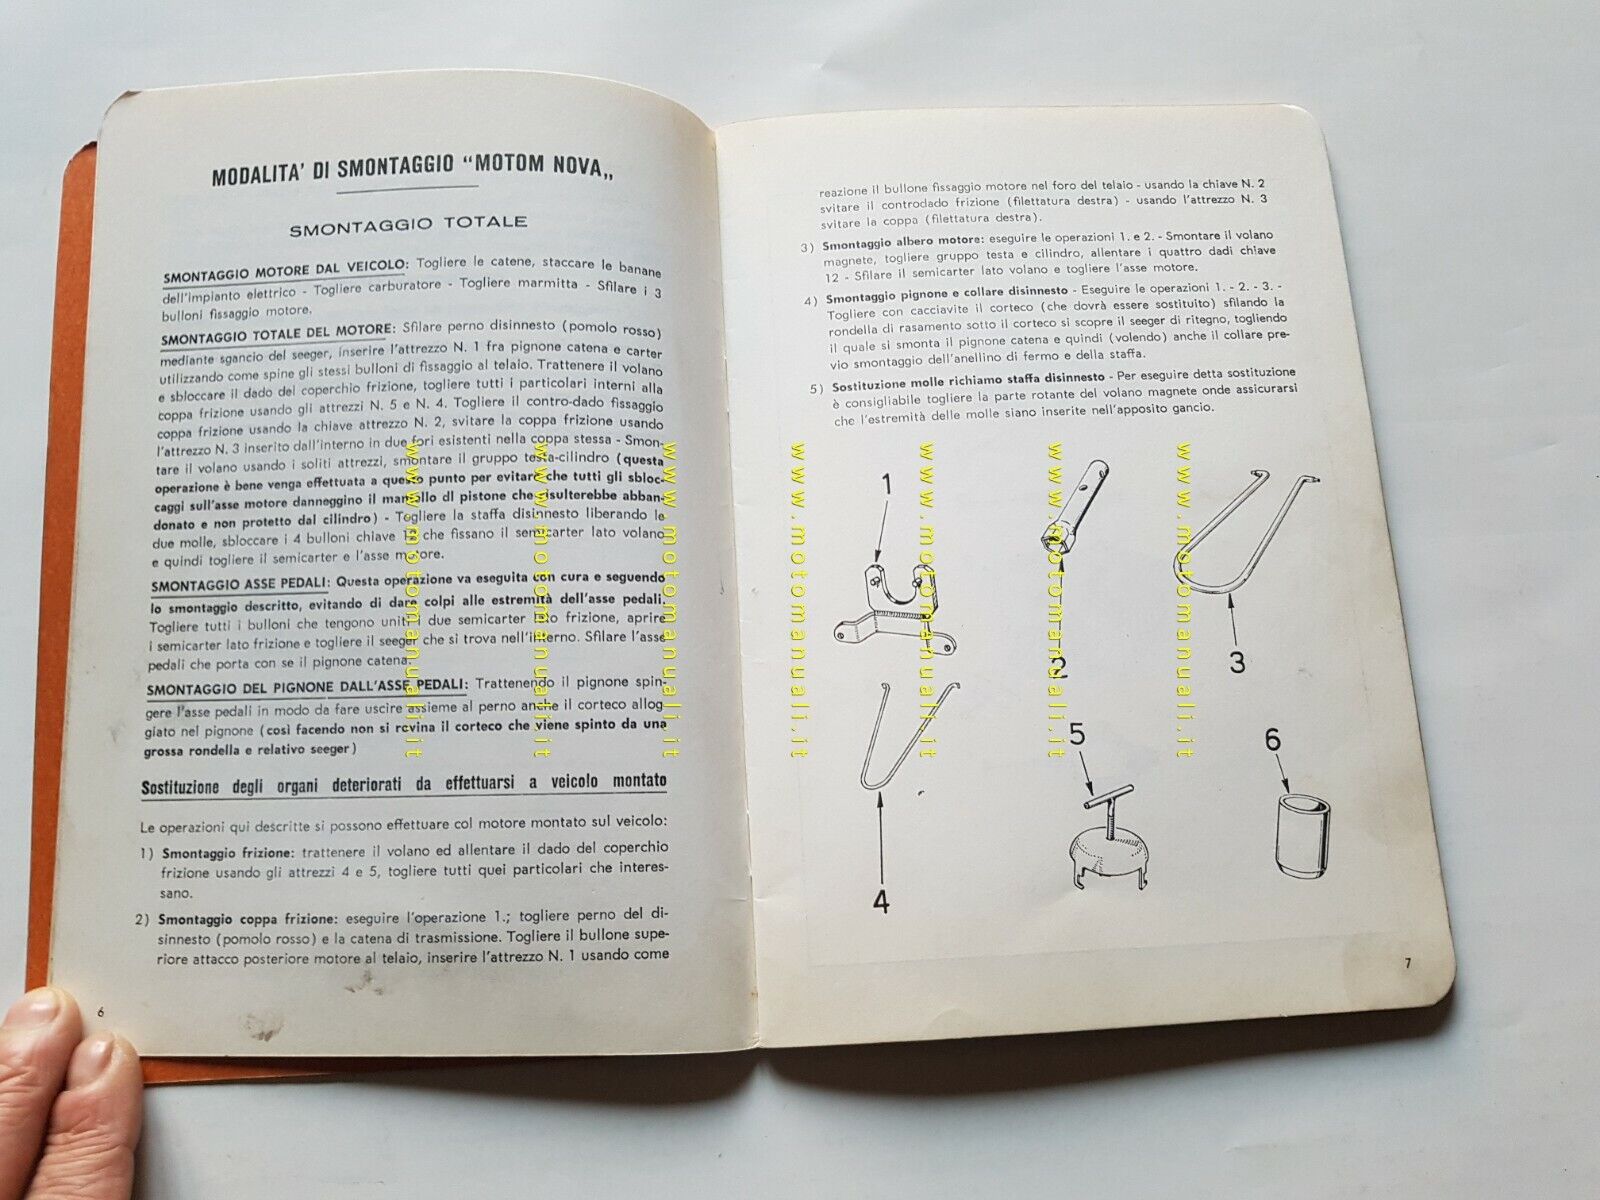 MODALITA' DI SMONTAGGIO "MOTOM NOVA„
SMONTAGGIO TOTALE
SMONTAGGIO MOTORE DAL VEICOLO: Togliere le catene, staccare le banane
dell'impianto elettrico - Togliere carburatore - Togliere marmitta - Sfilare i 3
bulloni fissaggio motore.
SMONTAGGIO TOTALE DEL MOTORE: Sfilare perno disinnesto (pomolo rosso)
mediante sgancio del seeger, inserire l'attrezzo N. 1 fra pignone catena e carter
utilizzando come spine gli stessi bulloni di fissaggio al telaio. Trattenere il volano
e sbloccare il dado del coperchio frizione, togliere tutti i particolari interni alla
coppa frizione usando gli attrezzi N. 5 e N. 4. Togliere il contro-dado fissaggio
coppa frizione usando la chiave attrezzo N. 2, svitare la coppa frizione usando
l'attrezzo N. 3 inserito dall'interno in due fori esistenti nella coppa stessa - Smon-
tare il volano usando i soliti attrezzi, smontare il gruppo testa-cilindro (questa
operazione è bene venga effettuata a questo punto per evitare che tutti gli sbloc-
caggi sull'asse motore danneggino il mantello di pistone che risulterebbe abban-
donato e non protetto dal cilindro) - Togliere la staffa disinnesto liberando le
due molle, sbloccare i 4 bulloni chiave 12 che fissano il semicarter lato volano
e quindi togliere il semicarter e l'asse motore.
SMONTAGGIO ASSE PEDALI: Questa operazione va eseguita con cura e seguendo
lo smontaggio descritto, evitando di dare colpi alle estremità dell'asse pedali.
Togliere tutti i bulloni che tengono uniti i due semicarter lato frizione, aprire
i semicarter lato frizione e togliere il seeger che si trova nell'interno. Sfilare l'asse
pedali che porta con se il pignone catena.
SMONTAGGIO DEL PIGNONE DALL'ASSE PEDALI: Trattenendo il pignone spin-
gere l'asse pedali in modo da fare uscire assieme al perno anche il corteco allog-
giato nel pignone (così facendo non si rovina il corteco che viene spinto da una
grossa rondella e relativo seeger)
Sostituzione degli organi deteriorati da effettuarsi a veicolo montato
Le operazioni qui descritte si possono effettuare col motore montato sul veicolo:
1) Smontaggio frizione: trattenere il volano ed allentare il dado del coperchio
frizione usando gli attrezzi 4 e 5, togliere tutti quei particolari che interes-
sano.
2) Smontaggio coppa frizione: eseguire l'operazione 1.; togliere perno del di-
sinnesto (pomolo rosso) e la catena di trasmissione. Togliere il bullone supe-
riore attacco posteriore motore al telaio, inserire l'attrezzo N. 1 usando come
6
reazione il bullone fissaggio motore nel foro del telaio - usando la chiave N. 2
svitare il controdado frizione (filettatura destra) - usando l'attrezzo N. 3
svitare la coppa (filettatura destra).
3) Smontaggio albero motore: eseguire le operazioni 1. e 2. - Smontare il volano
magnete, togliere gruppo testa e cilindro, allentare i quattro dadi chiave
12 - Sfilare il semicarter lato volano e togliere l'asse motore.
4) Smontaggio pignone e collare disinnesto - Eseguire le operazioni 1. - 2. - 3. -
Togliere con cacciavite il corteco (che dovrà essere sostituito) sfilando la
rondella di rasamento sotto il corteco si scopre il seeger di ritegno, togliendo
il quale si smonta il pignone catena e quindi (volendo) anche il collare pre-
vio smontaggio dell'anellino di fermo e della staffa.
5) Sostituzione molle richiamo staffa disinnesto - Per eseguire detta sostituzione
è consigliabile togliere la parte rotante del volano magnete onde assicurarsi
che l'estremità delle molle siano inserite nell'apposito gancio.
1
2
3
4
5
6
7
www.motomanuali.it
www.motomanuali.it
www.motomanuali.it
www.motomanuali.it
www.motomanuali.it
www.motomanuali.it
www.motomanuali.it